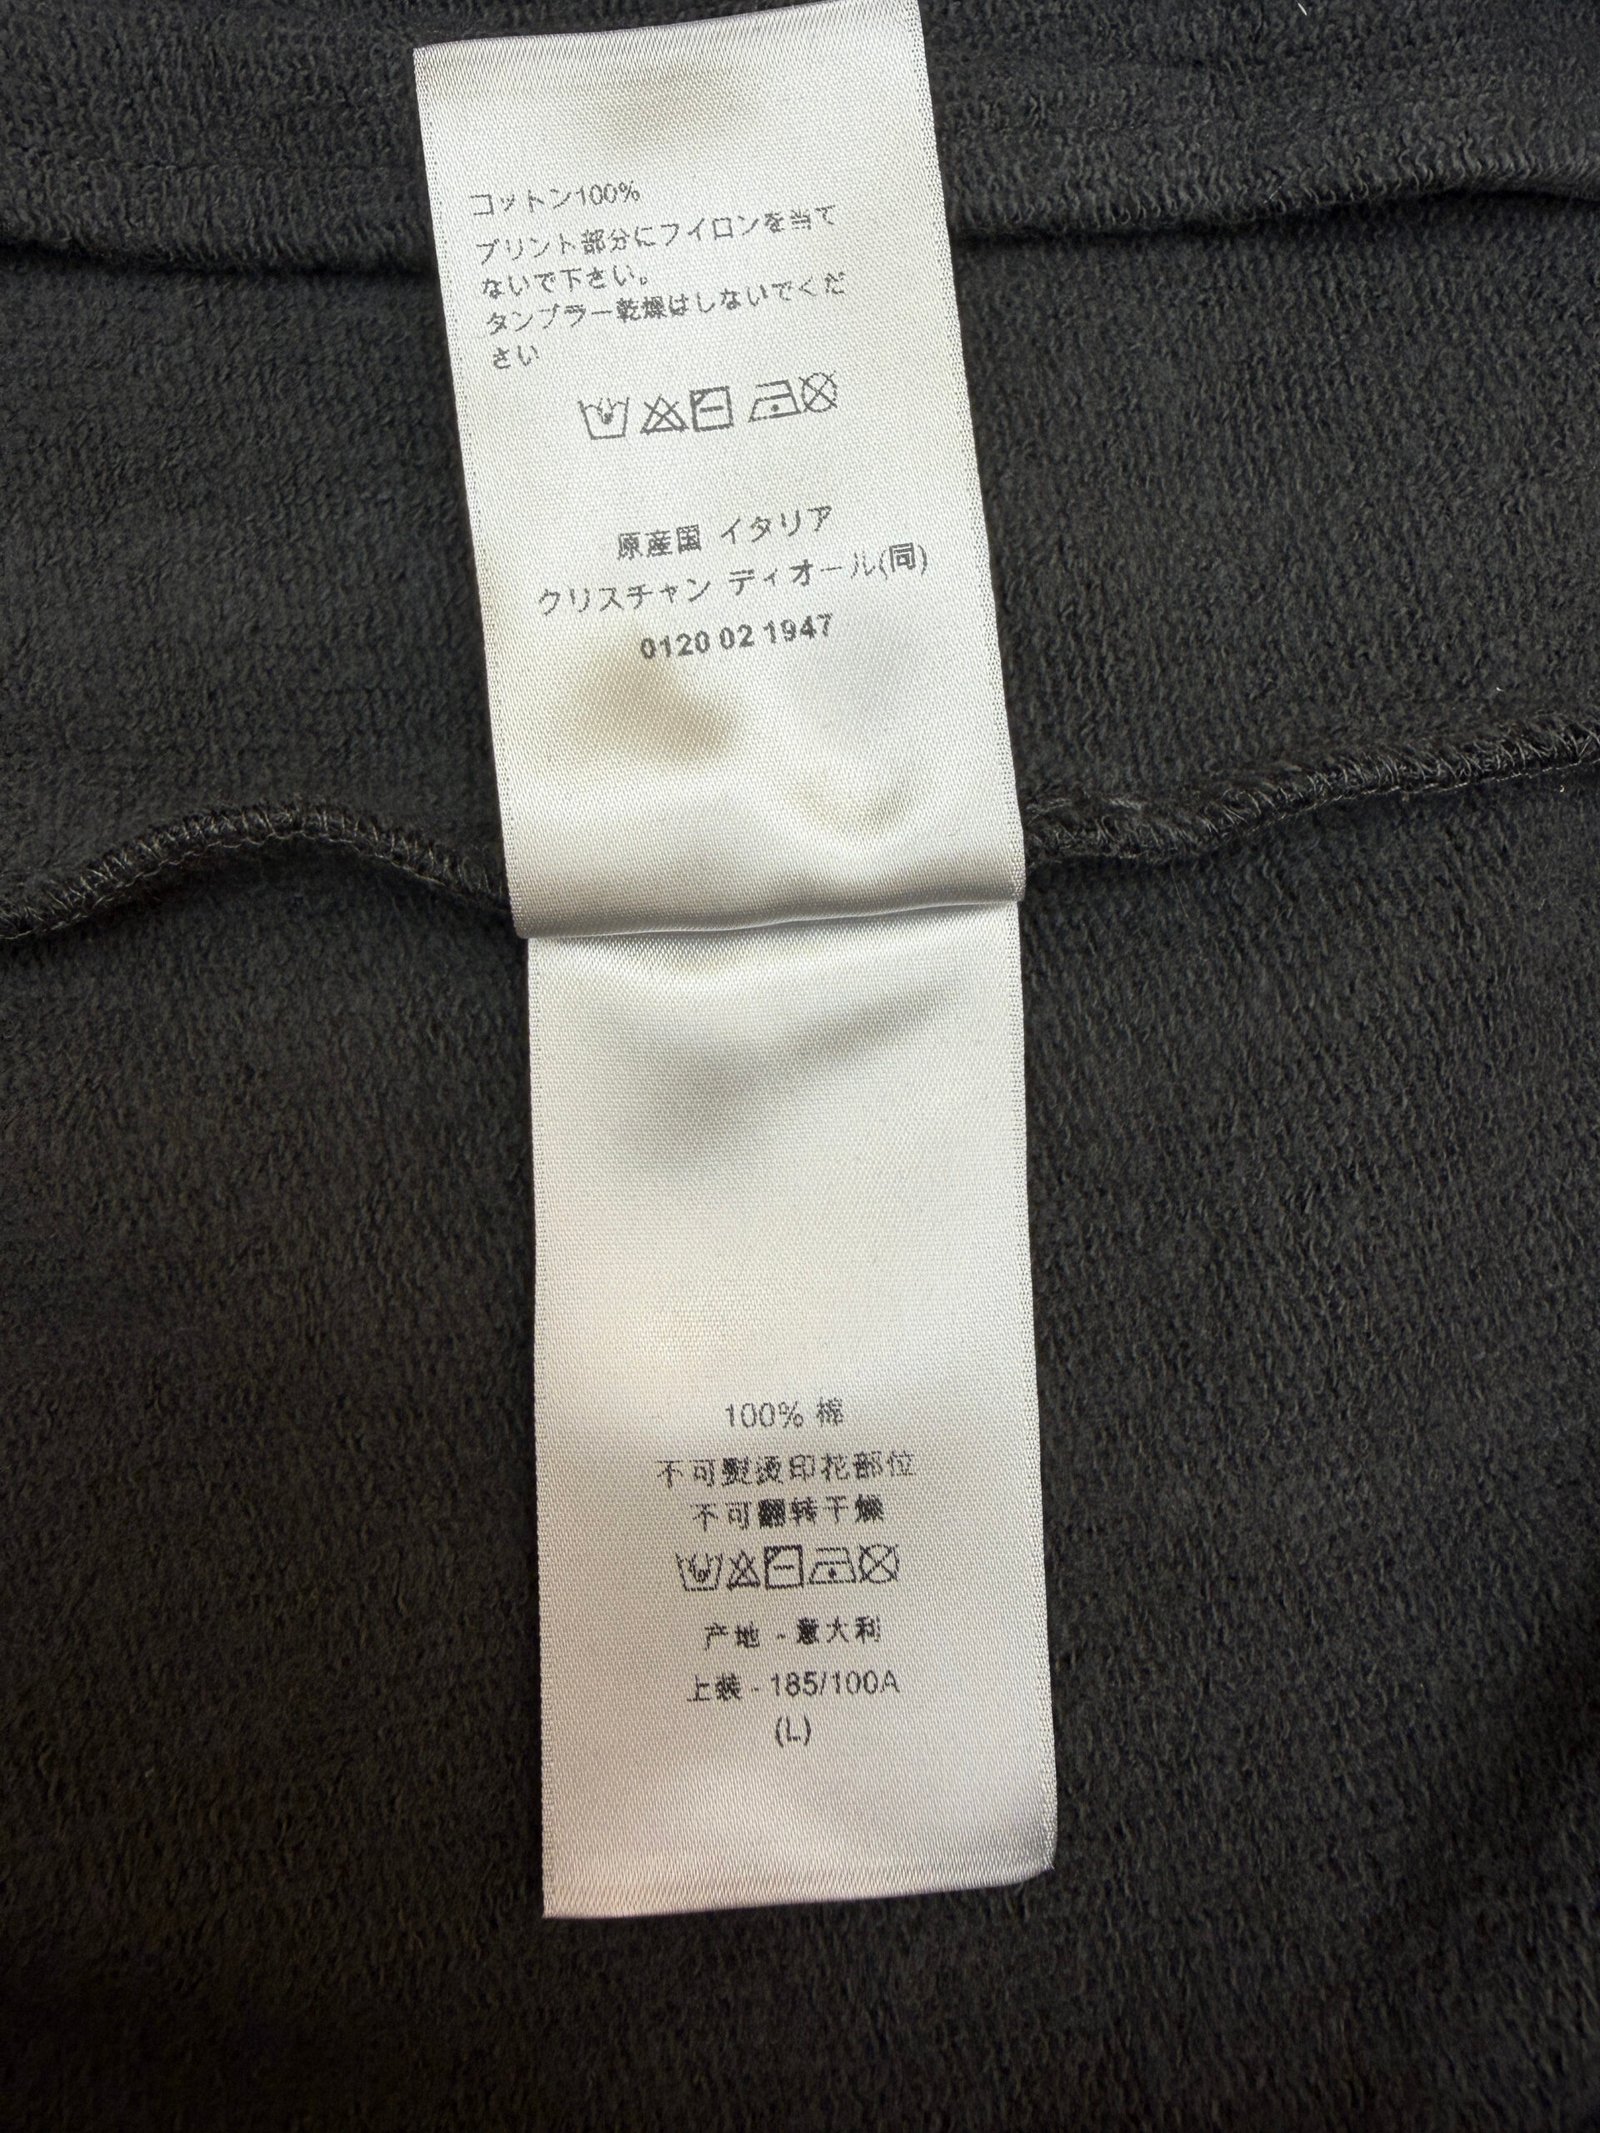 コットン100%
プリント部分にフイロンを当て
ないで下さい。
タンブラー乾燥はしないでくだ
さい
原産国 イタリア
クリスチャン ディオール(同)
0120 02 1947
100% 棉
不可熨烫印花部位
不可翻转干燥
产地 - 意大利
上装 - 185/100A
(L)